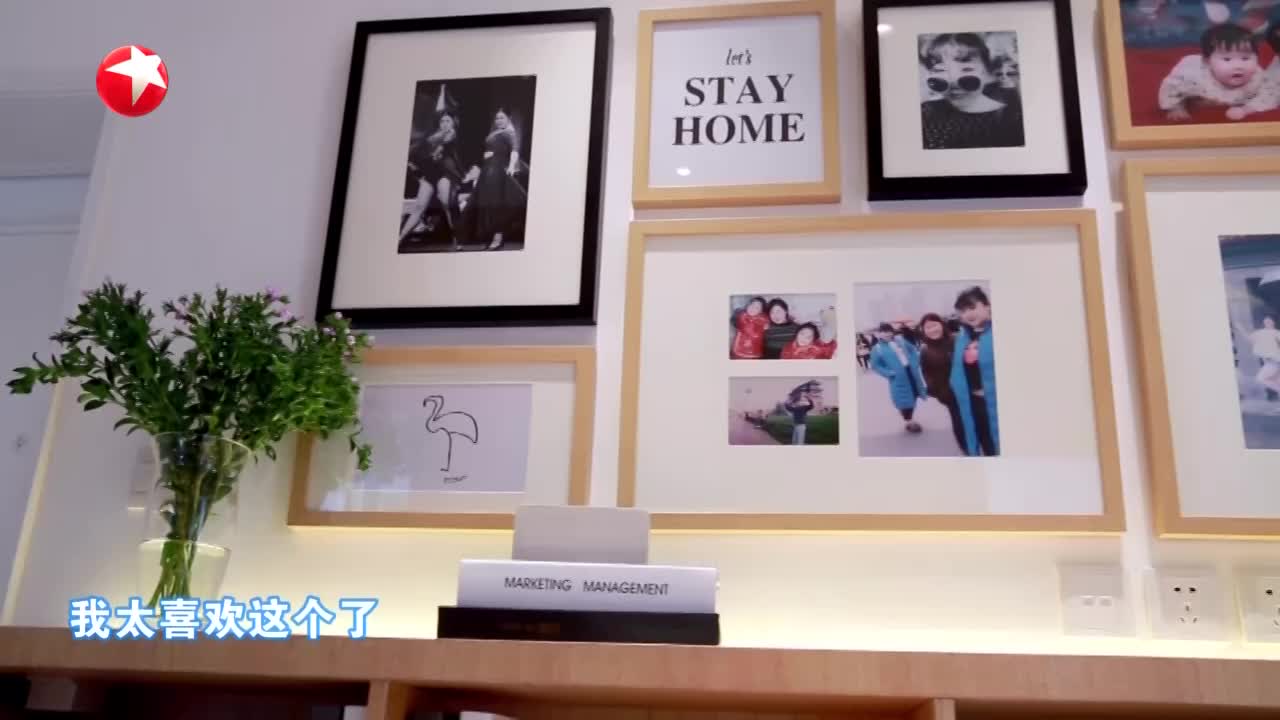 let's
STAY
HOME
MARKETING MANAGEMENT
我太喜欢这个了